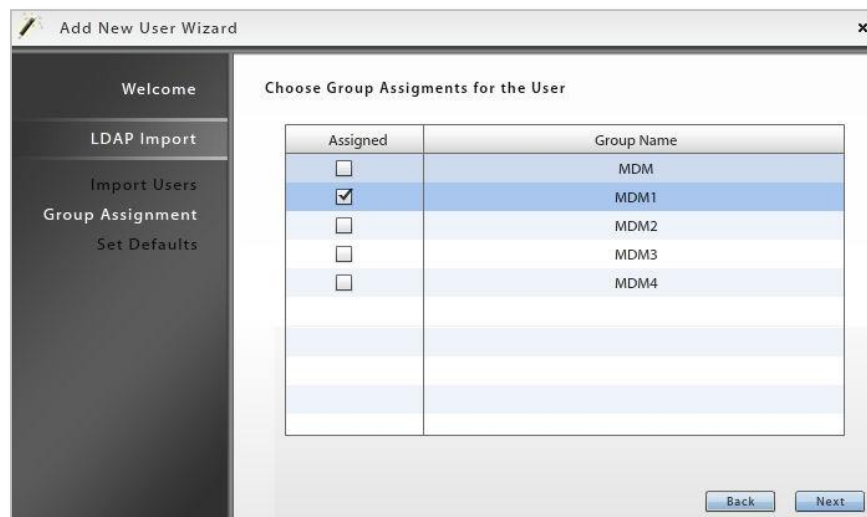 Add New User Wizard
Welcome
LDAP Import
Import Users
Group Assignment
Set Defaults
Choose Group Assigments for the User
Assigned Group Name
MDM
MDM1
MDM2
MDM3
MDM4
Back Next